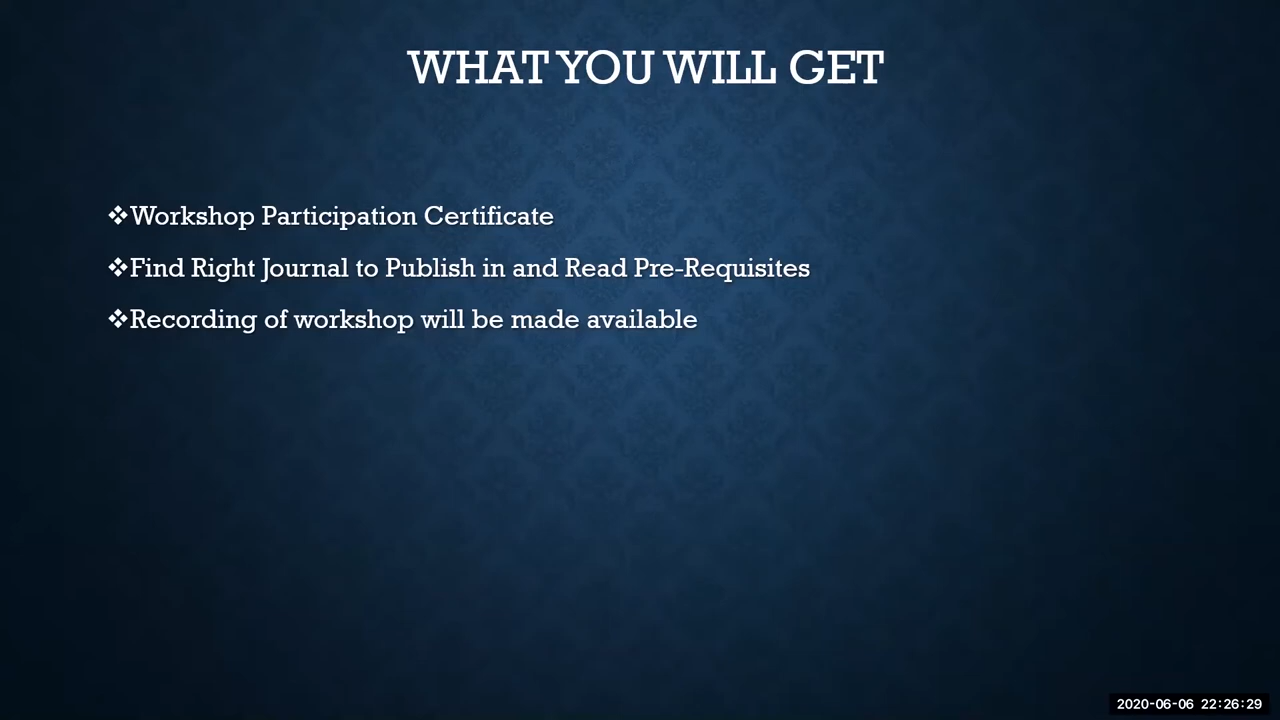 WHAT YOU WILL GET
❖Workshop Participation Certificate
❖Find Right Journal to Publish in and Read Pre-Requisites
❖Recording of workshop will be made available
2020-06-06 22:26:29